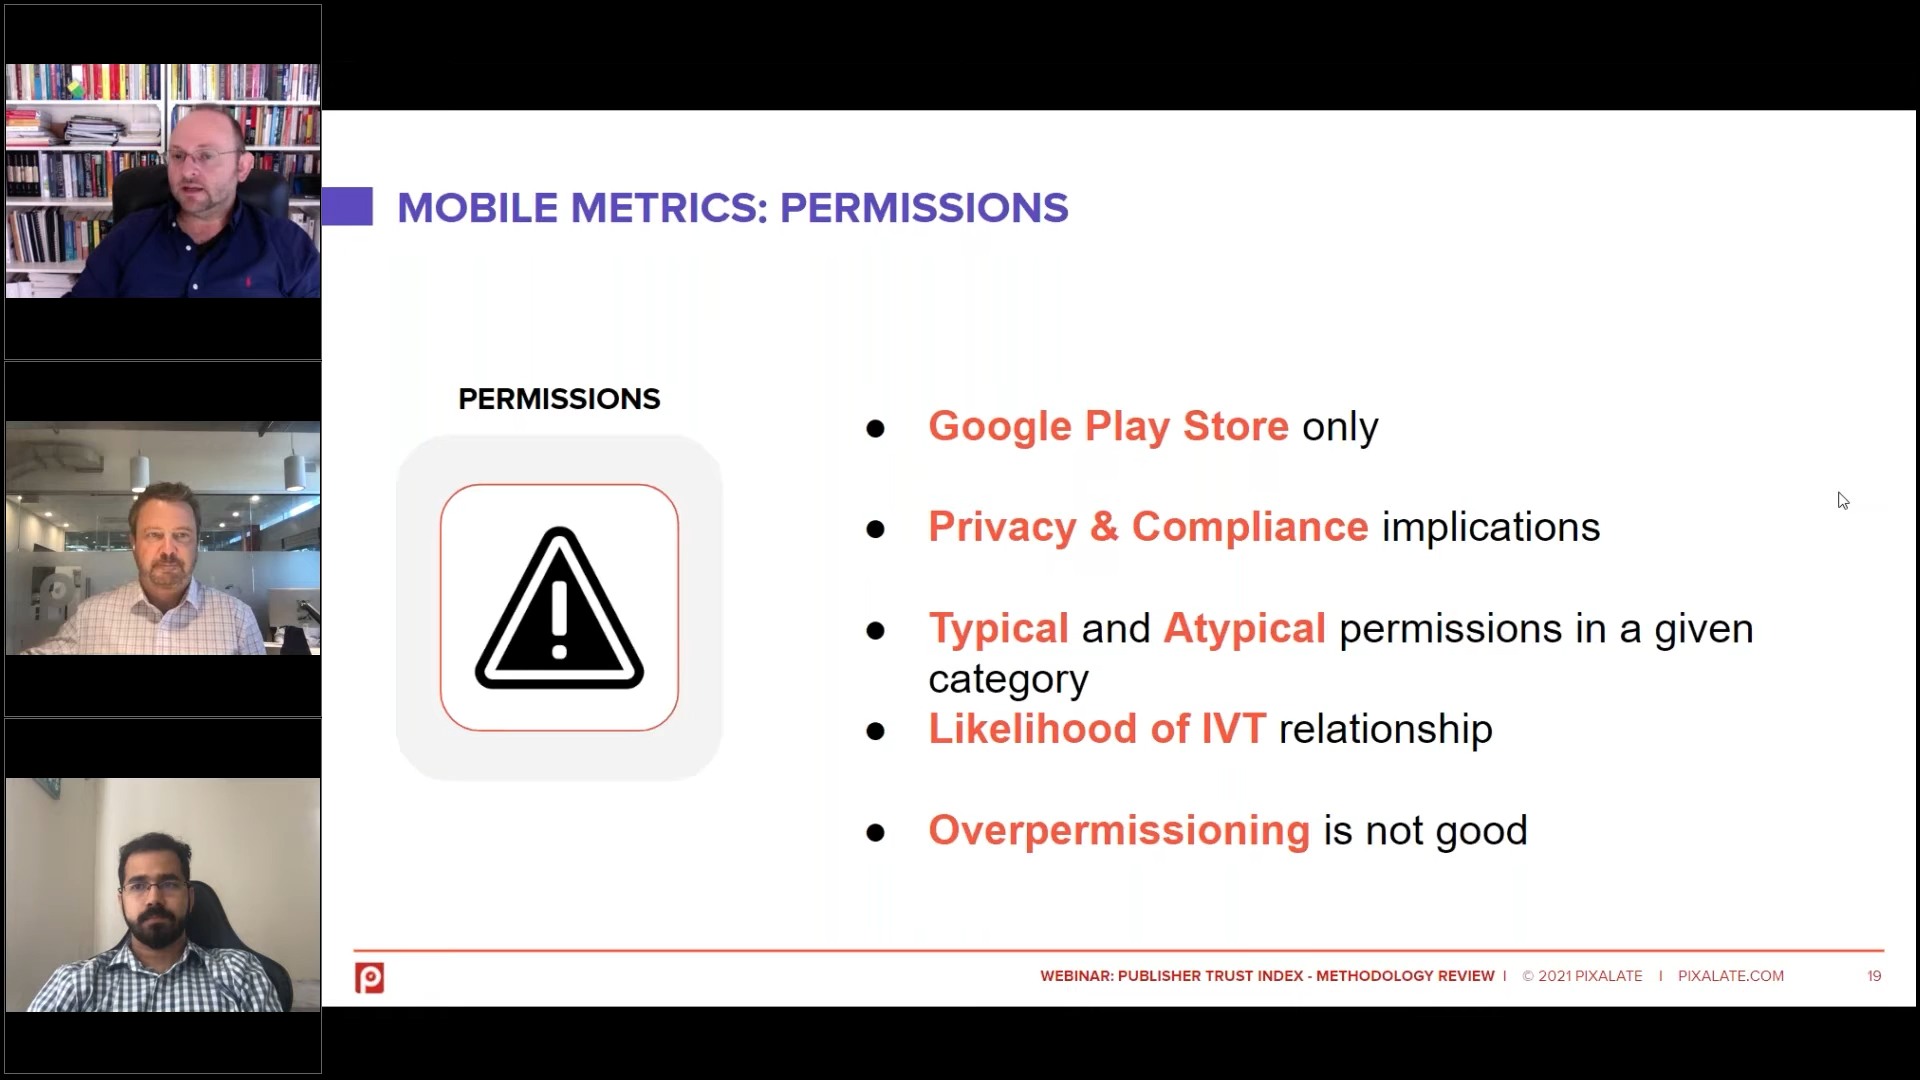 MOBILE METRICS: PERMISSIONS
PERMISSIONS
● Google Play Store only
● Privacy & Compliance implications
● Typical and Atypical permissions in a given
category
● Likelihood of IVT relationship
● Overpermissioning is not good
WEBINAR: PUBLISHER TRUST INDEX - METHODOLOGY REVIEW I © 2021 PIXALATE I PIXALATE.COM 19